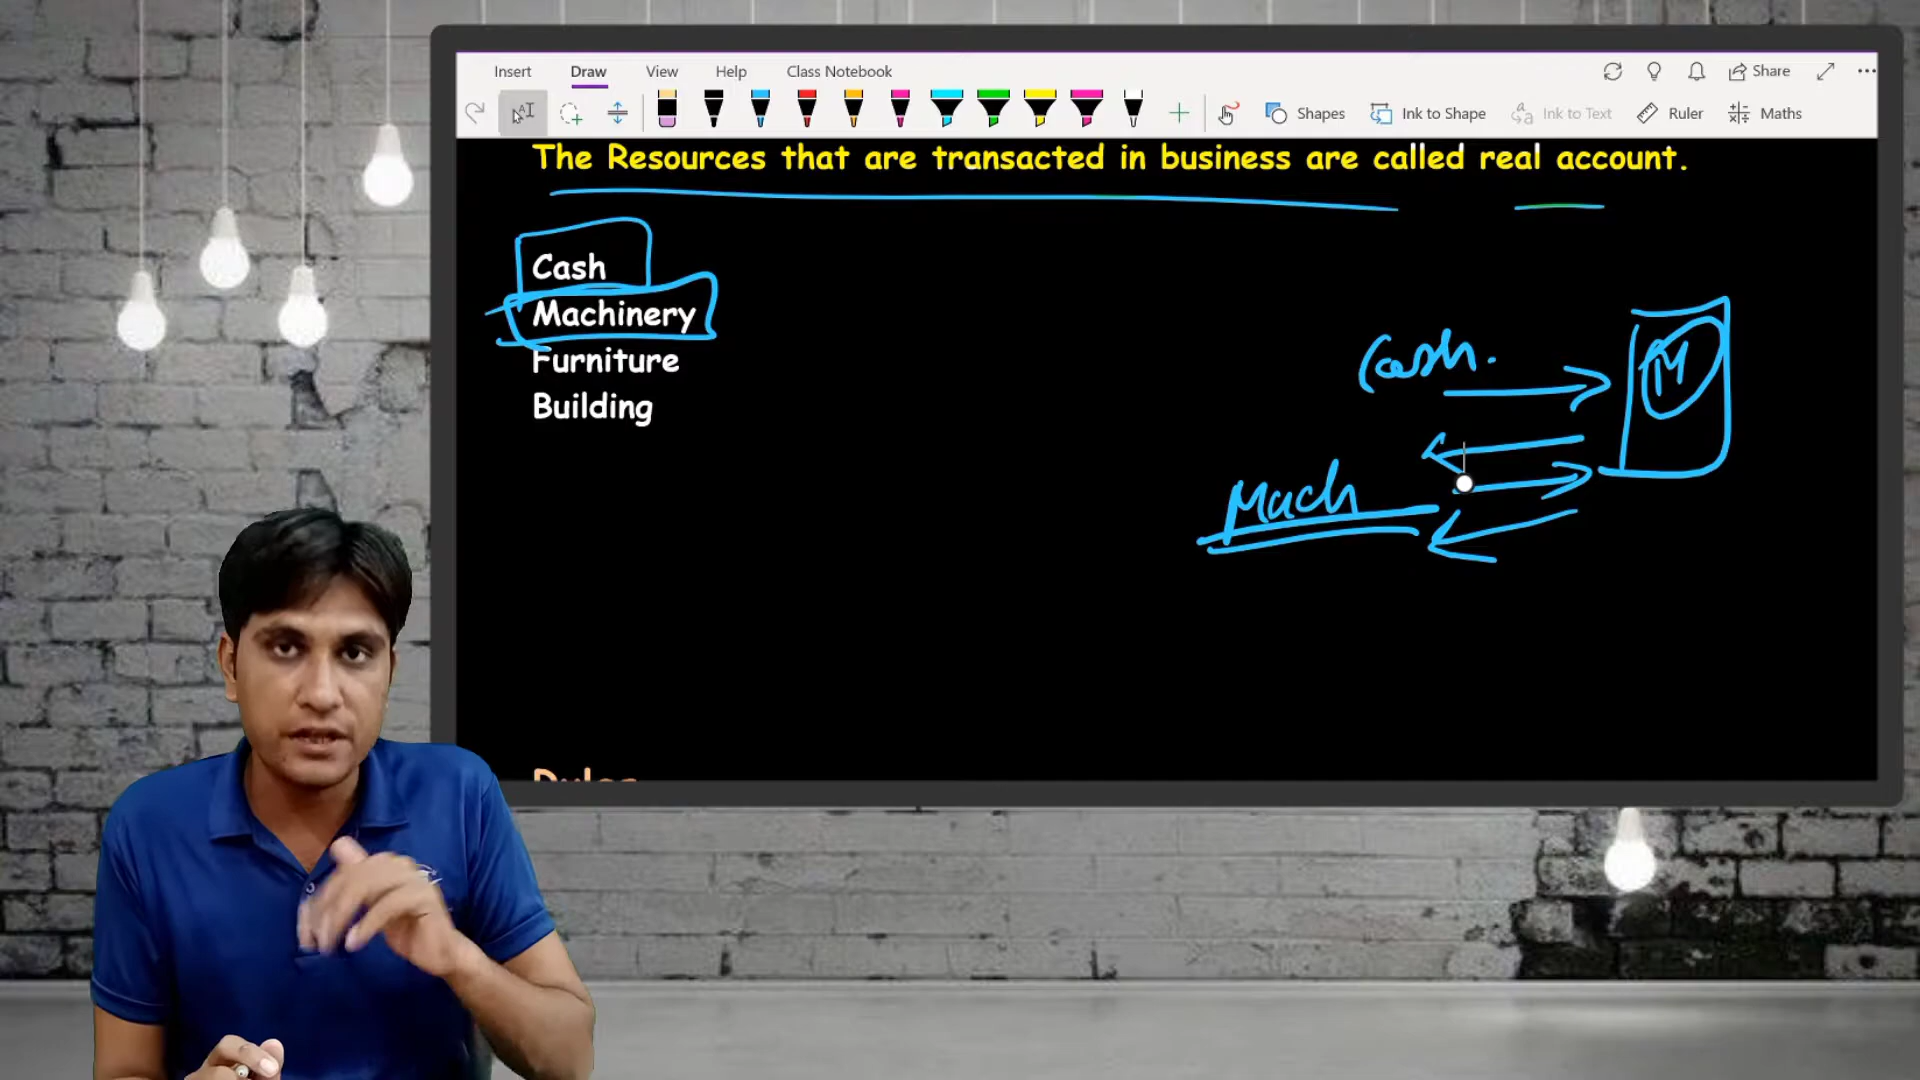 Insert Draw View Help Class Notebook Share
Shapes Ink to Shape Ink to Text Ruler Maths
The Resources that are transacted in business are called real account.
Cash
Machinery
Furniture
Building
Cash.
M
Mach
Rules